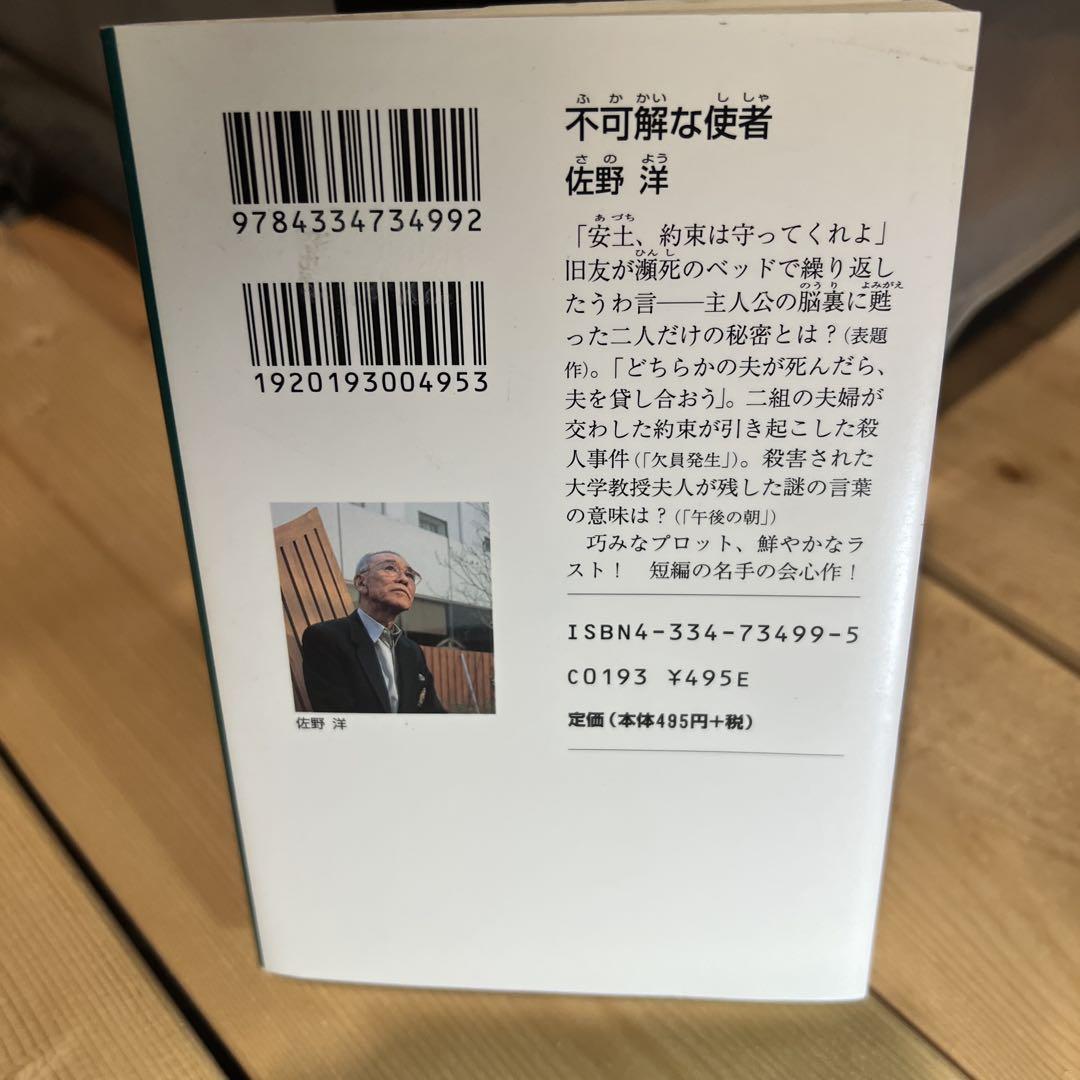 9784334734992
1920193004953
佐野 洋
ふかかい ししゃ
不可解な使者
さの よう
佐野 洋
あづち
「安土、約束は守ってくれよ」
ひんし
旧友が瀕死のベッドで繰り返し
のうり よみがえ
たうわ言――主人公の脳裏に甦
った二人だけの秘密とは?(表題
作)。「どちらかの夫が死んだら、
夫を貸し合おう」。二組の夫婦が
交わした約束が引き起こした殺
人事件(「欠員発生」)。殺害された
大学教授夫人が残した謎の言葉
の意味は?(「午後の朝」)
巧みなプロット、鮮やかなラ
スト! 短編の名手の会心作!
ISBN4-334-73499-5
C0193 ¥495E
定価(本体495円+税)